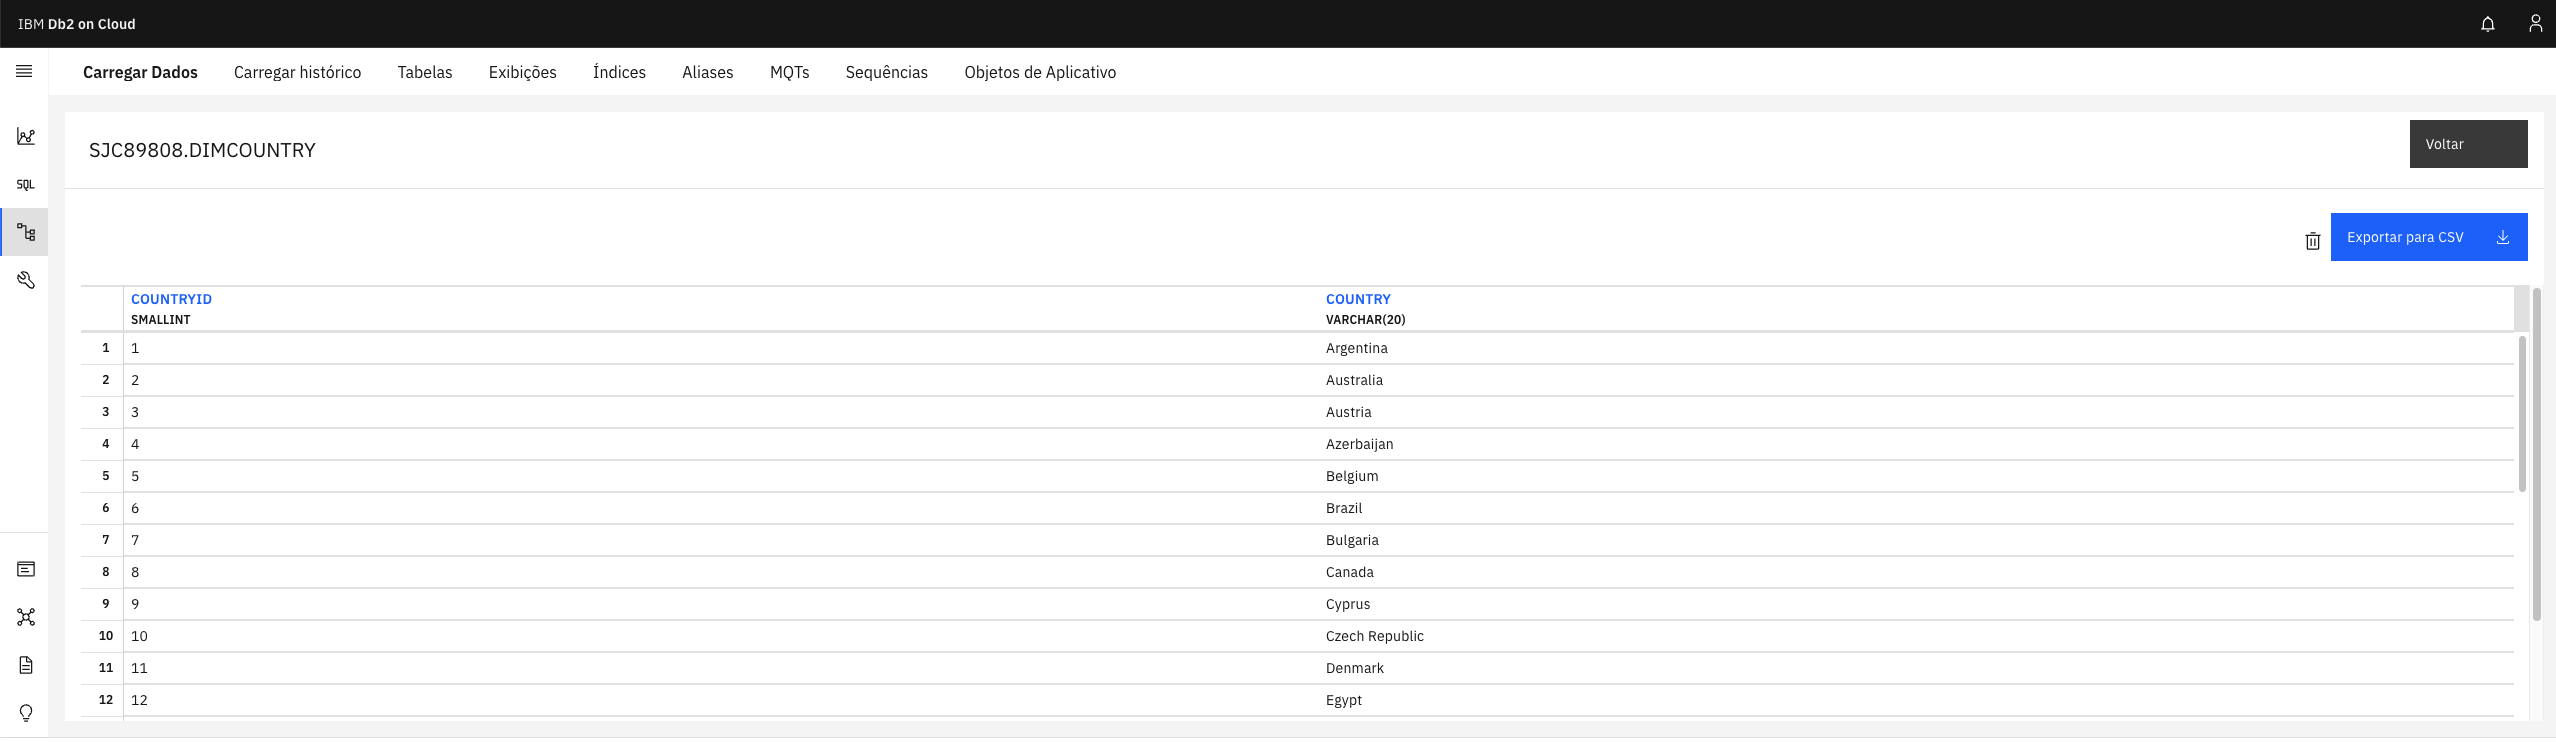 IBM Db2 on Cloud
Carregar Dados Carregar histórico Tabelas Exibições Índices Aliases MQTs Sequências Objetos de Aplicativo
SJC89808.DIMCOUNTRY
Voltar
SQL
Exportar para CSV
COUNTRYID COUNTRY
SMALLINT VARCHAR(20)
1 1 Argentina
2 2 Australia
3 3 Austria
4 4 Azerbaijan
5 5 Belgium
6 6 Brazil
7 7 Bulgaria
8 8 Canada
9 9 Cyprus
10 10 Czech Republic
11 11 Denmark
12 12 Egypt